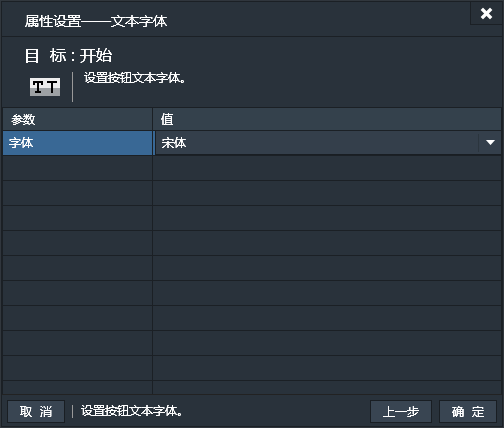 属性设置——文本字体
目 标 : 开始
TT
设置按钮文本字体。
参数 值
字体 宋体
取 消 设置按钮文本字体。 上一步 确 定